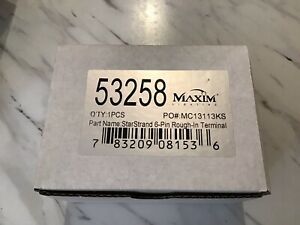 53258 MAXIM
LIGHTING
Q'TY:1PCS PO#:MC13113KS
Part Name:StarStrand 6-Pin Rough-In Terminal
7 83209 08153 6